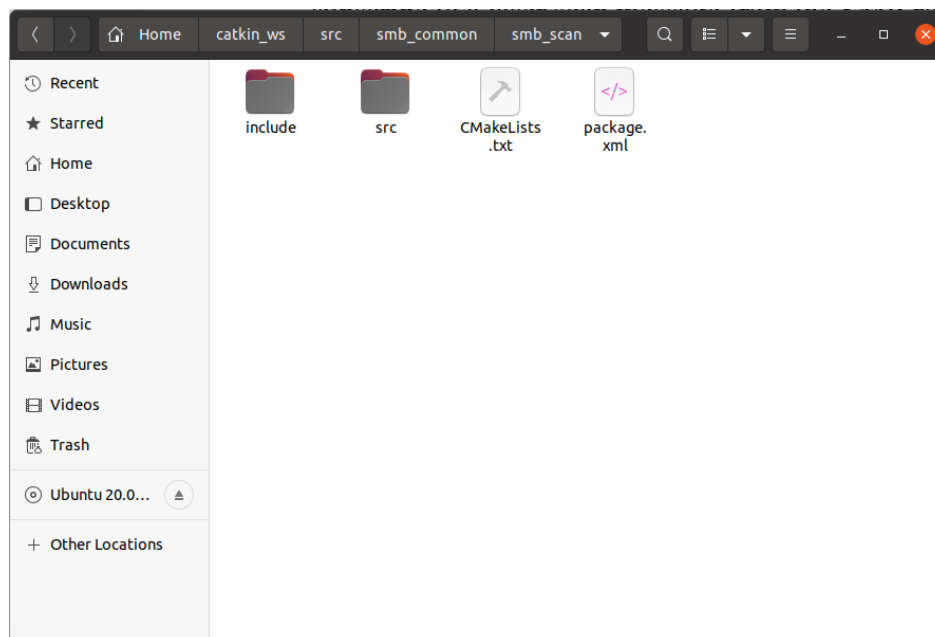 Home catkin_ws src smb_common smb_scan
Recent
Starred
Home
Desktop
Documents
Downloads
Music
Pictures
Videos
Trash
Ubuntu 20.0...
Other Locations
include
src
CMakeLists
.txt
</>
package.
xml